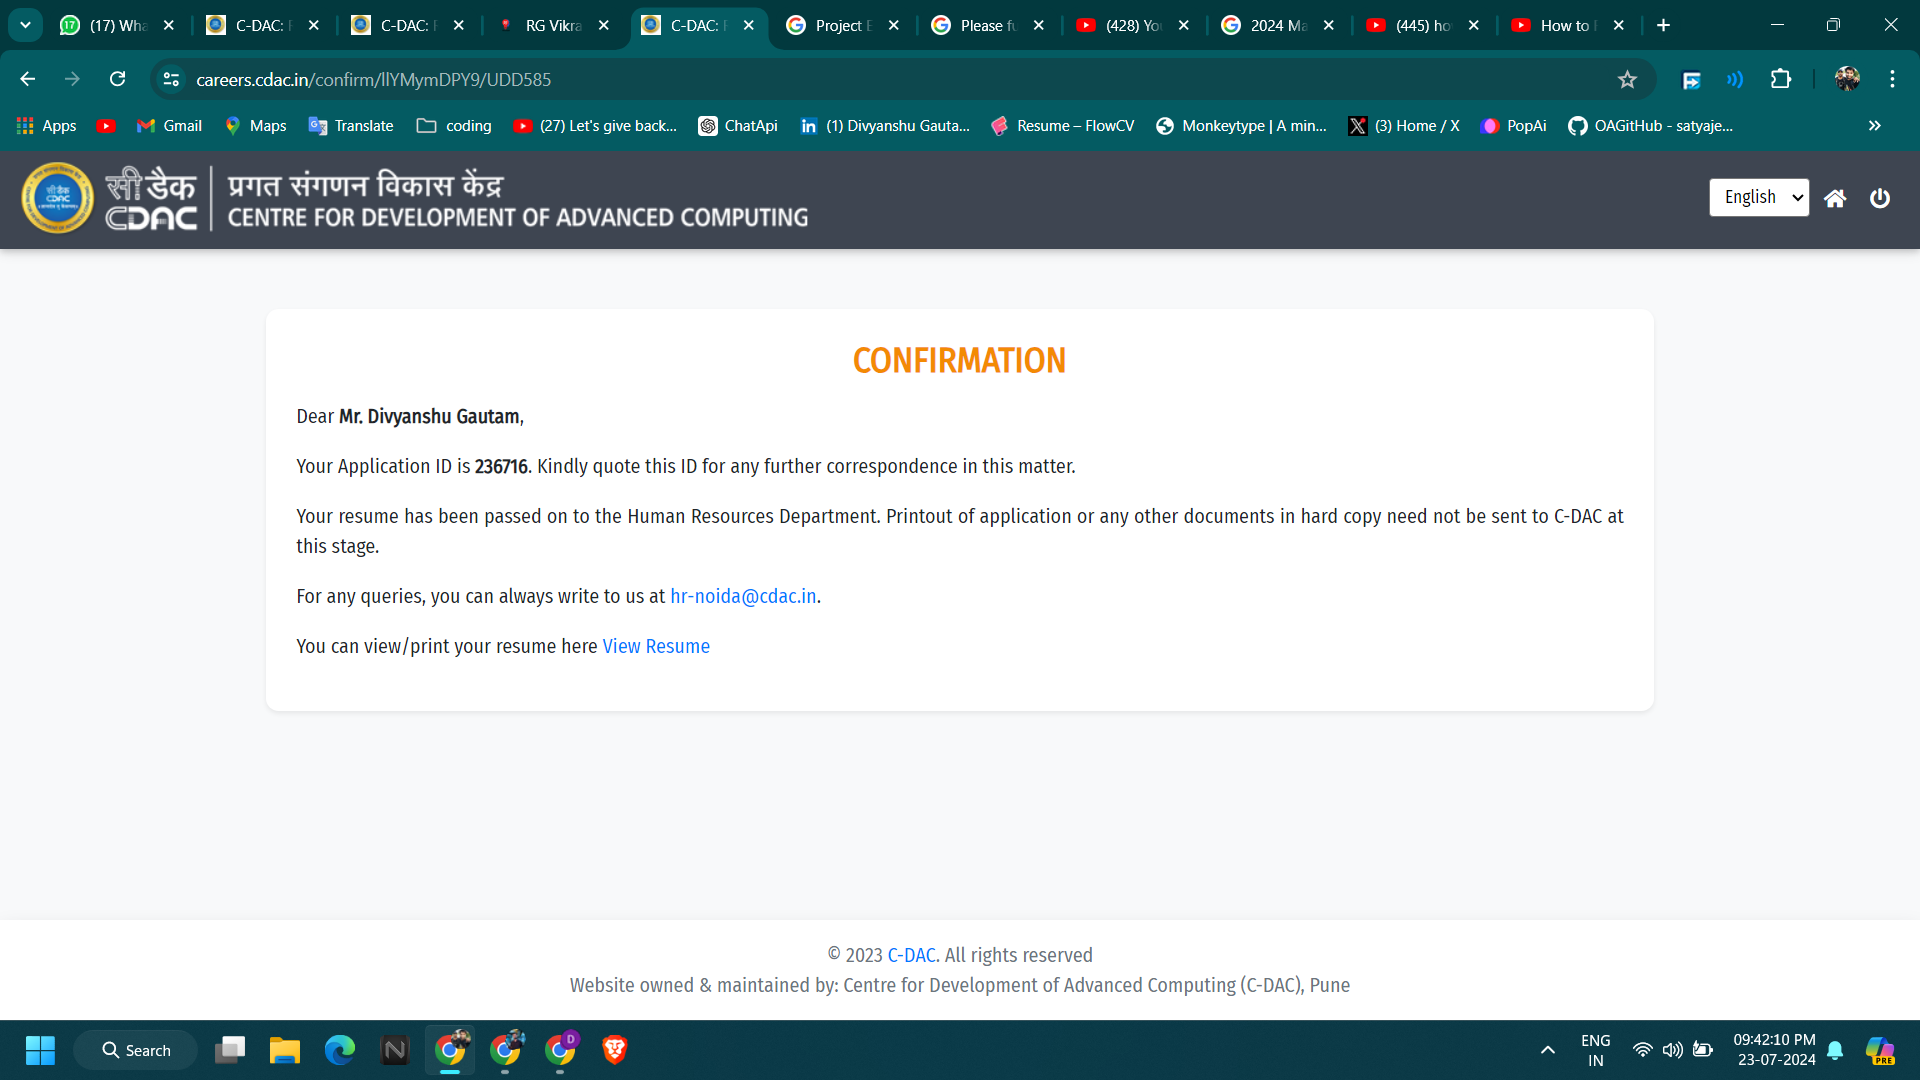 (17) Wha
C-DAC: F
C-DAC: F
RG Vikra
C-DAC: F
Project E
Please fu
(428) Yo
2024 Ma
(445) ho
How to
careers.cdac.in/confirm/llYMymDPY9/UDD585
Apps
Gmail
Maps
Translate
coding
(27) Let's give back...
ChatApi
(1) Divyanshu Gauta...
Resume – FlowCV
Monkeytype | A min...
(3) Home / X
PopAi
OAGitHub - satyaje...
सी डैक
CDAC
प्रगत संगणन विकास केंद्र
CENTRE FOR DEVELOPMENT OF ADVANCED COMPUTING
English
CONFIRMATION
Dear Mr. Divyanshu Gautam,
Your Application ID is 236716. Kindly quote this ID for any further correspondence in this matter.
Your resume has been passed on to the Human Resources Department. Printout of application or any other documents in hard copy need not be sent to C-DAC at
this stage.
For any queries, you can always write to us at hr-noida@cdac.in.
You can view/print your resume here View Resume
© 2023 C-DAC. All rights reserved
Website owned & maintained by: Centre for Development of Advanced Computing (C-DAC), Pune
Search
ENG
IN
09:42:10 PM
23-07-2024
PRE